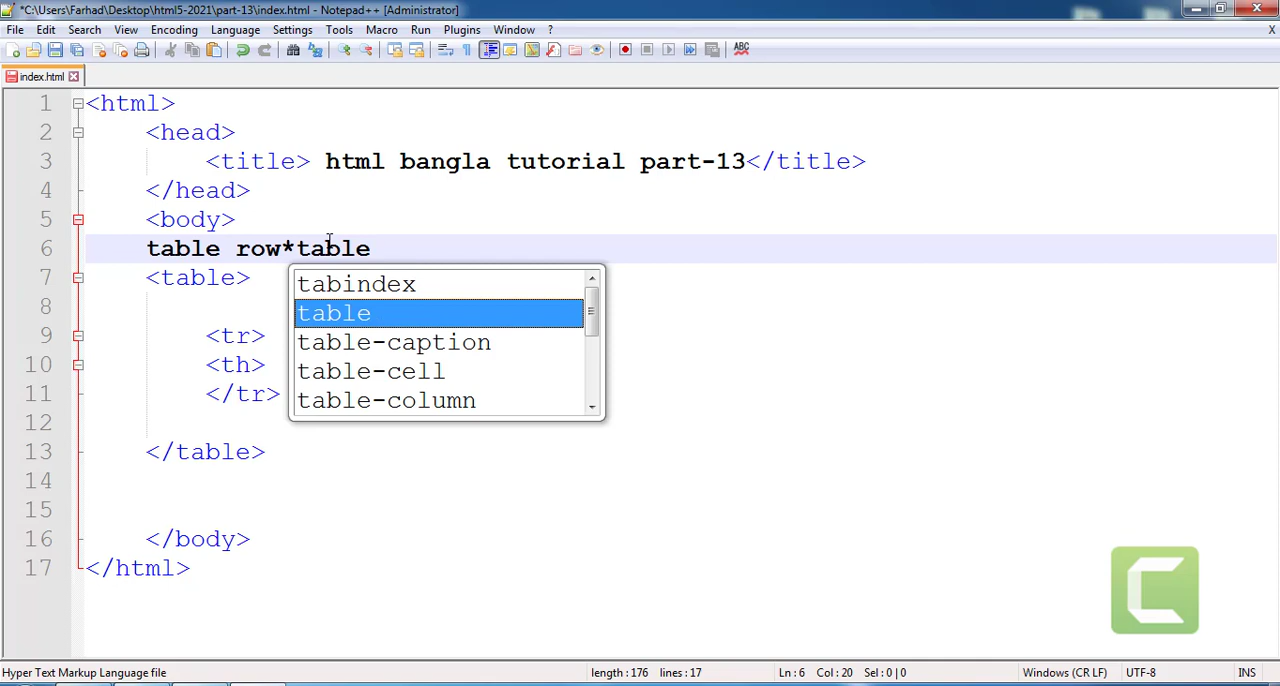 *C:\Users\Farhad\Desktop\html5-2021\part-13\index.html - Notepad++ [Administrator]
File Edit Search View Encoding Language Settings Tools Macro Run Plugins Window ? X
ABC
index.html
1 <html>
2 <head>
3 <title> html bangla tutorial part-13</title>
4 </head>
5 <body>
6 table row*table
7 <table>
8
9 <tr>
10 <th>
11 </tr>
12
13 </table>
14
15
16 </body>
17 </html>
tabindex
table
table-caption
table-cell
table-column
Hyper Text Markup Language file length : 176 lines : 17 Ln : 6 Col : 20 Sel : 0 | 0 Windows (CR LF) UTF-8 INS